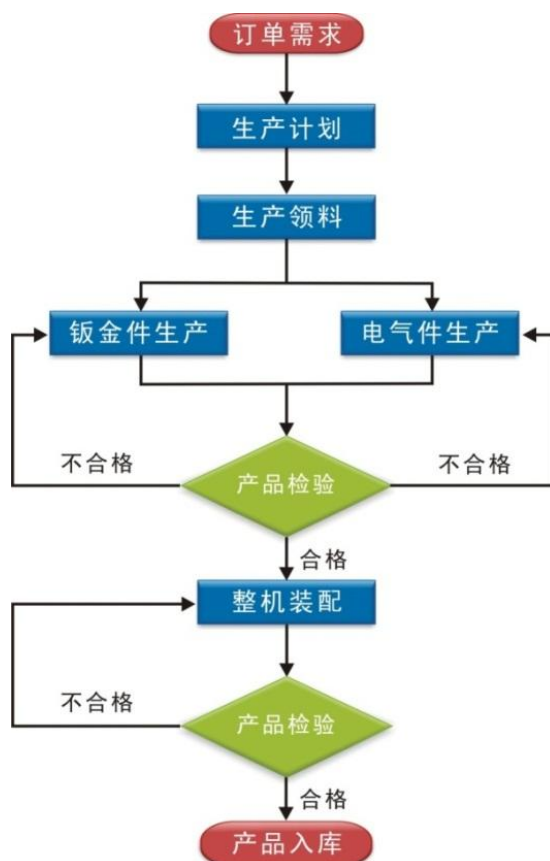 订单需求
生产计划
生产领料
钣金件生产
电气件生产
不合格
产品检验
不合格
合格
整机装配
不合格
产品检验
合格
产品入库